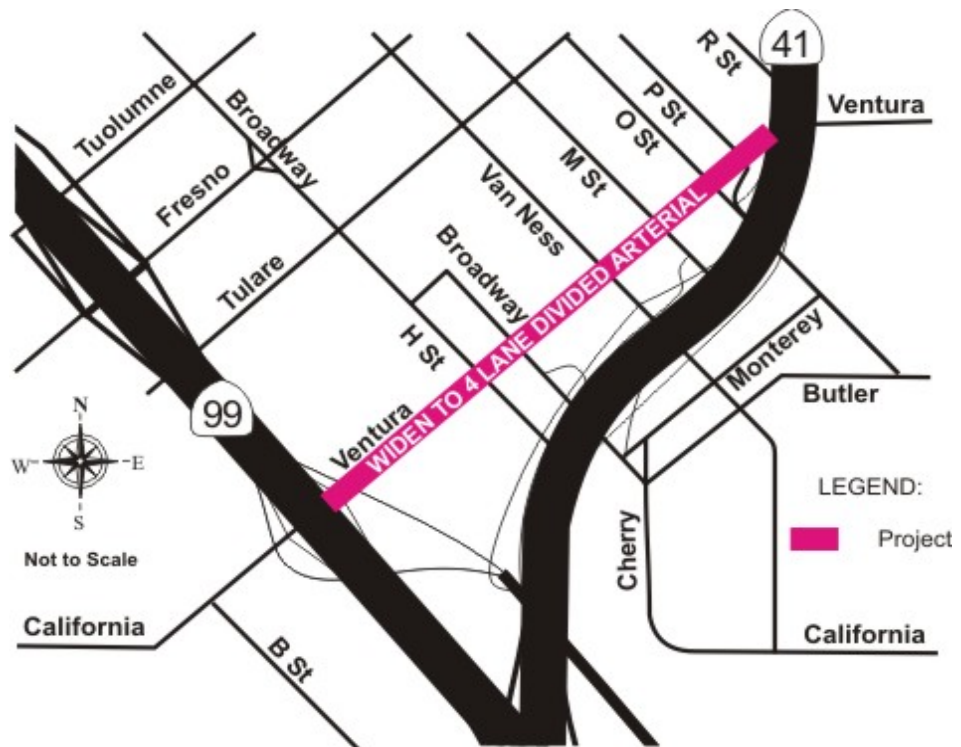 41
R St
P St
O St
Ventura
Tuolumne
Broadway
M St
Fresno
Van Ness
Broadway
Tulare
WIDEN TO 4 LANE DIVIDED ARTERIAL
H St
Monterey
Butler
99
Ventura
N
W
E
S
Not to Scale
LEGEND:
Project
Cherry
California
California
B St